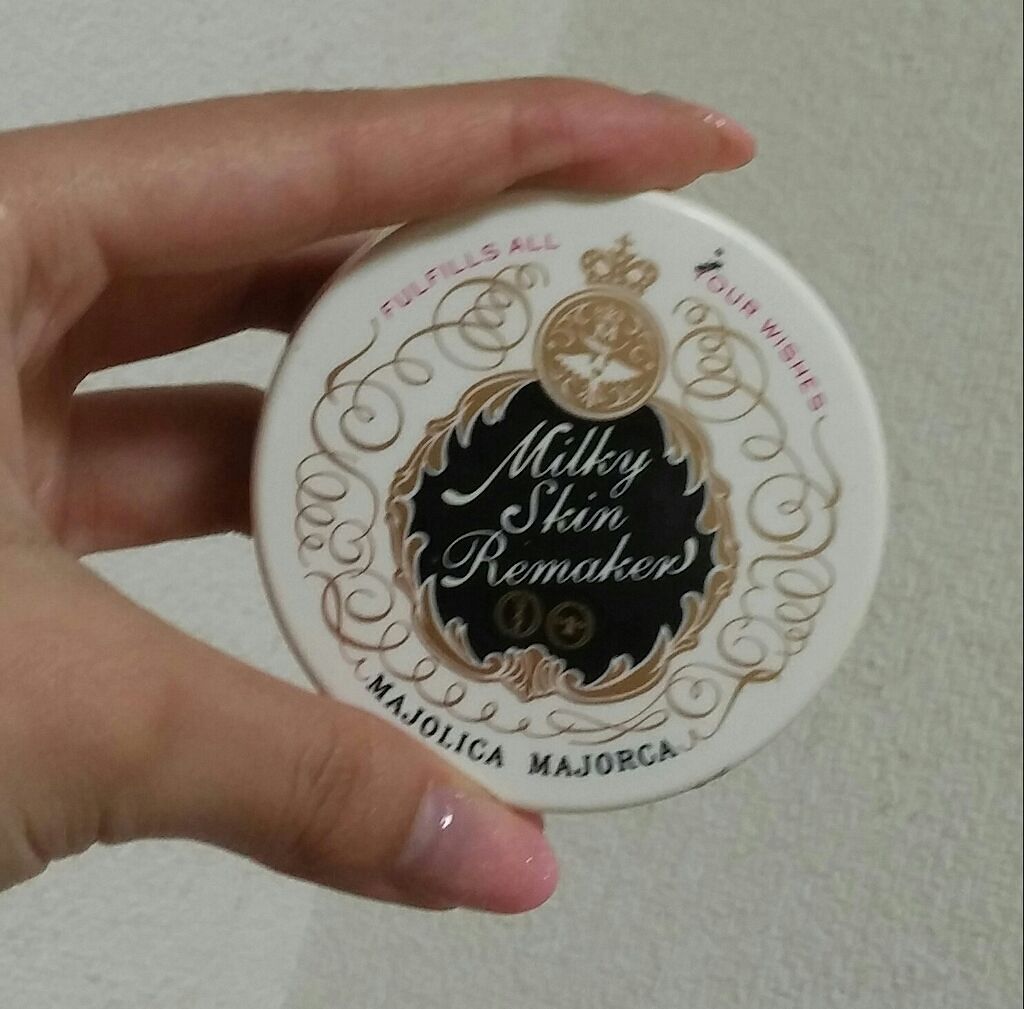 FULFILLS ALL
YOUR WISHES
Milky
Skin
Remaker
MAJOLICA MAJORCA